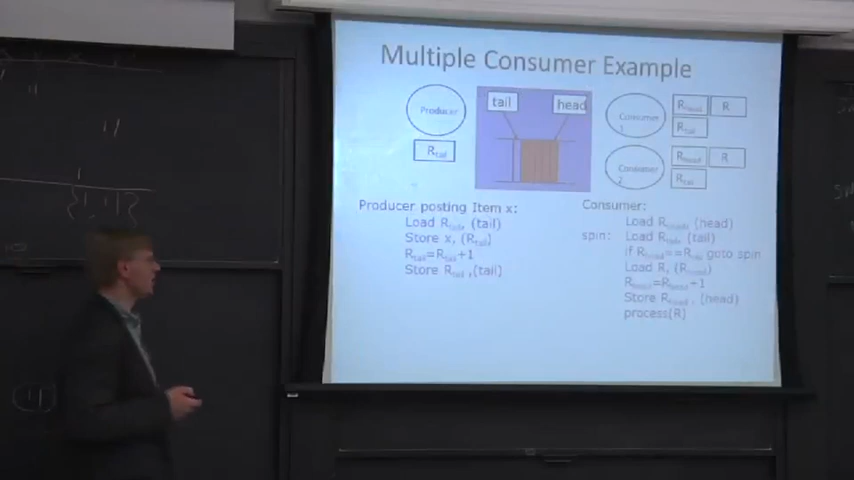 Multiple Consumer Example
Producer
tail
head
Consumer 1
Rhead
R
Rtail
Rtail
Consumer 2
Rhead
R
Rtail
Producer posting Item x:
Load Rtail, (tail)
Store x, (Rtail)
Rtail=Rtail+1
Store Rtail, (tail)
Consumer:
Load Rhead, (head)
spin: Load Rtail, (tail)
if Rhead==Rtail goto spin
Load R, (Rhead)
Rhead=Rhead+1
Store Rhead, (head)
process(R)